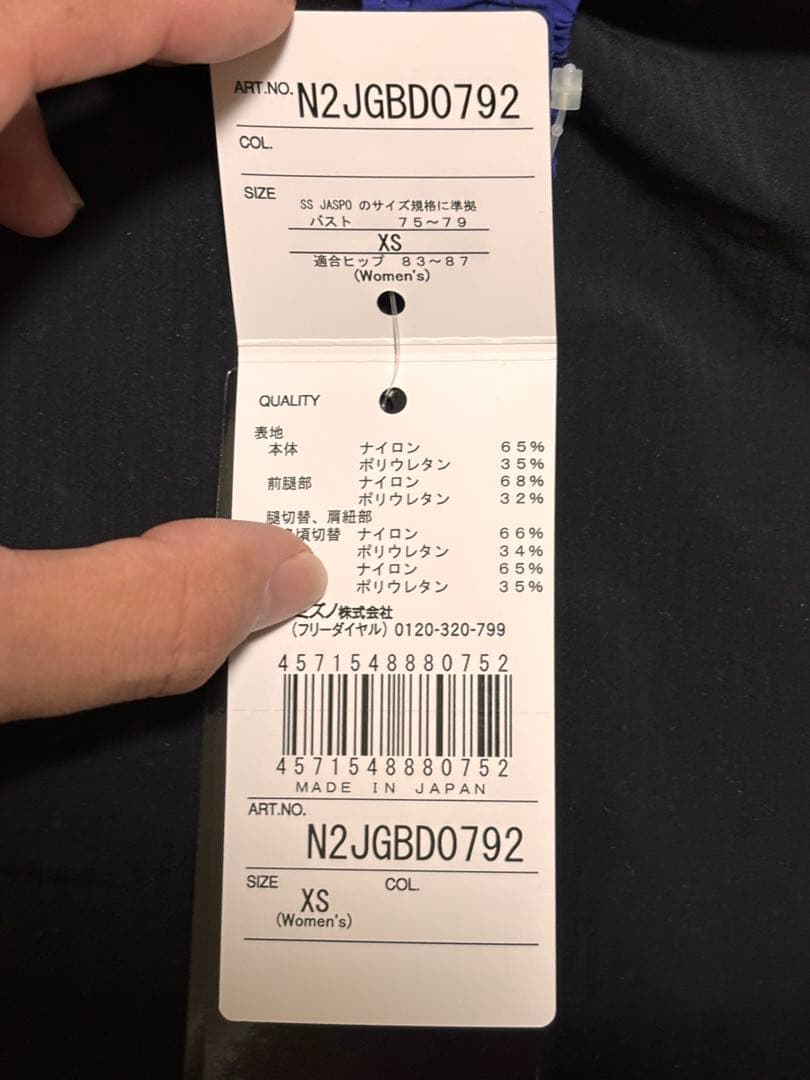 ART.NO. N2JGBD0792
COL.
SIZE
SS JASPO のサイズ規格に準拠
バスト 75～79
XS
適合ヒップ 83～87
(Women's)
QUALITY
表地
本体 ナイロン 65%
ポリウレタン 35%
前腿部 ナイロン 68%
ポリウレタン 32%
腿切替、肩紐部
頃切替 ナイロン 66%
ポリウレタン 34%
ナイロン 65%
ポリウレタン 35%
ミズノ株式会社
(フリーダイヤル) 0120-320-799
4571548880752
4571548880752
MADE IN JAPAN
ART.NO.
N2JGBD0792
SIZE COL.
XS
(Women's)